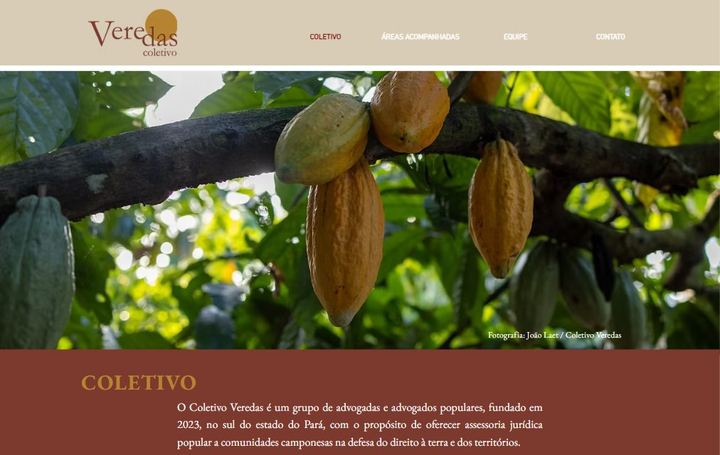 Veredas
coletivo
COLETIVO
ÁREAS ACOMPANHADAS
EQUIPE
CONTATO
Fotografia: João Laet / Coletivo Veredas
COLETIVO
O Coletivo Veredas é um grupo de advogadas e advogados populares, fundado em
2023, no sul do estado do Pará, com o propósito de oferecer assessoria jurídica
popular a comunidades camponesas na defesa do direito à terra e dos territórios.